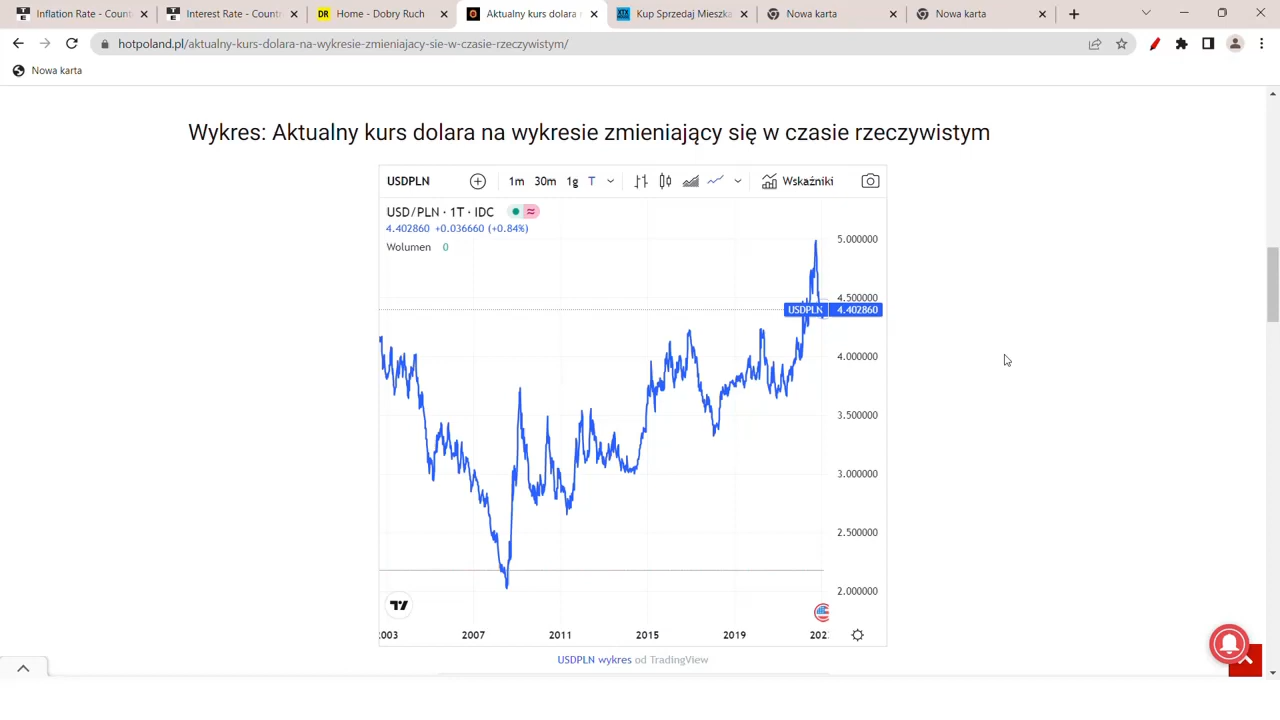 Inflation Rate - Count
Interest Rate - Countr
DR Home - Dobry Ruch
Aktualny kurs dolara
Kup Sprzedaj Mieszka
Nowa karta
Nowa karta
hotpoland.pl/aktualny-kurs-dolara-na-wykresie-zmieniajacy-sie-w-czasie-rzeczywistym/
Nowa karta
Wykres: Aktualny kurs dolara na wykresie zmieniający się w czasie rzeczywistym
USDPLN 1m 30m 1g T Wskaźniki
USD/PLN · 1T · IDC
4.402860 +0.036660 (+0.84%)
Wolumen 0
5.000000
4.500000
USDPLN 4.402860
4.000000
3.500000
3.000000
2.500000
2.000000
2003 2007 2011 2015 2019 202
USDPLN wykres od TradingView